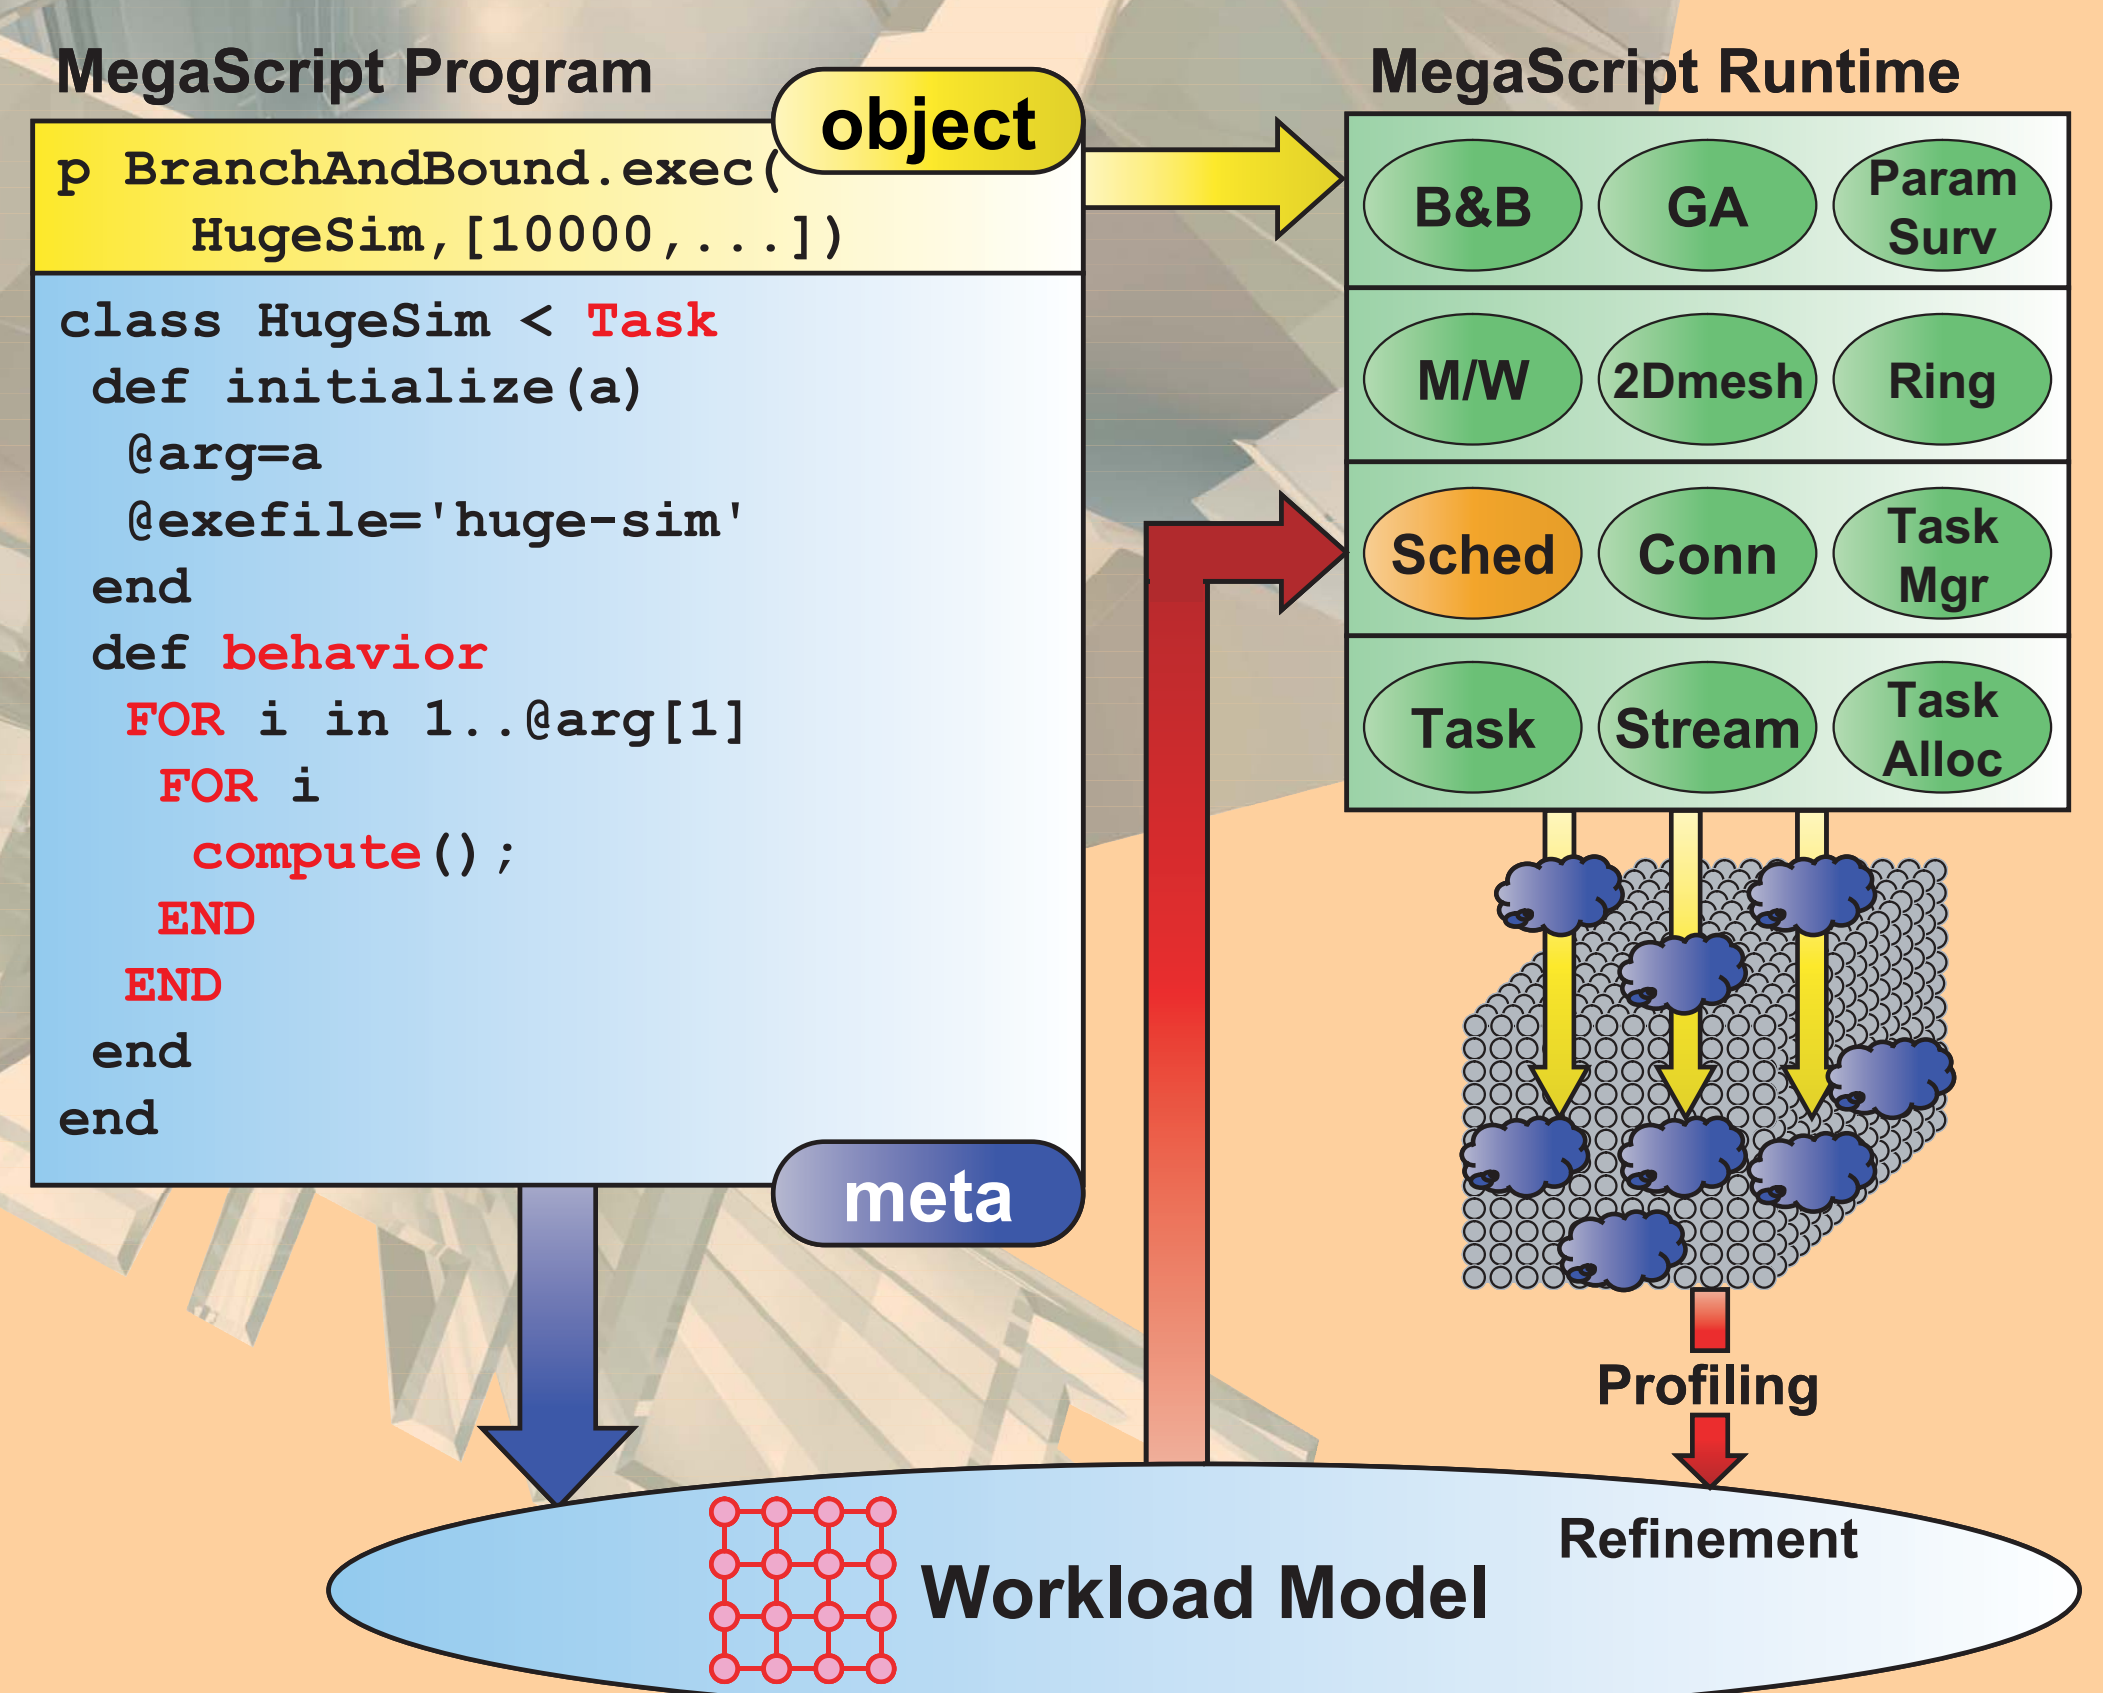 MegaScript Program
object
p BranchAndBound.exec(
HugeSim,[10000,...])
class HugeSim < Task
def initialize(a)
@arg=a
@exefile='huge-sim'
end
def behavior
FOR i in 1..@arg[1]
FOR i
compute();
END
END
end
end
meta
MegaScript Runtime
B&B
GA
Param
Surv
M/W
2Dmesh
Ring
Sched
Conn
Task
Mgr
Task
Stream
Task
Alloc
Profiling
Refinement
Workload Model